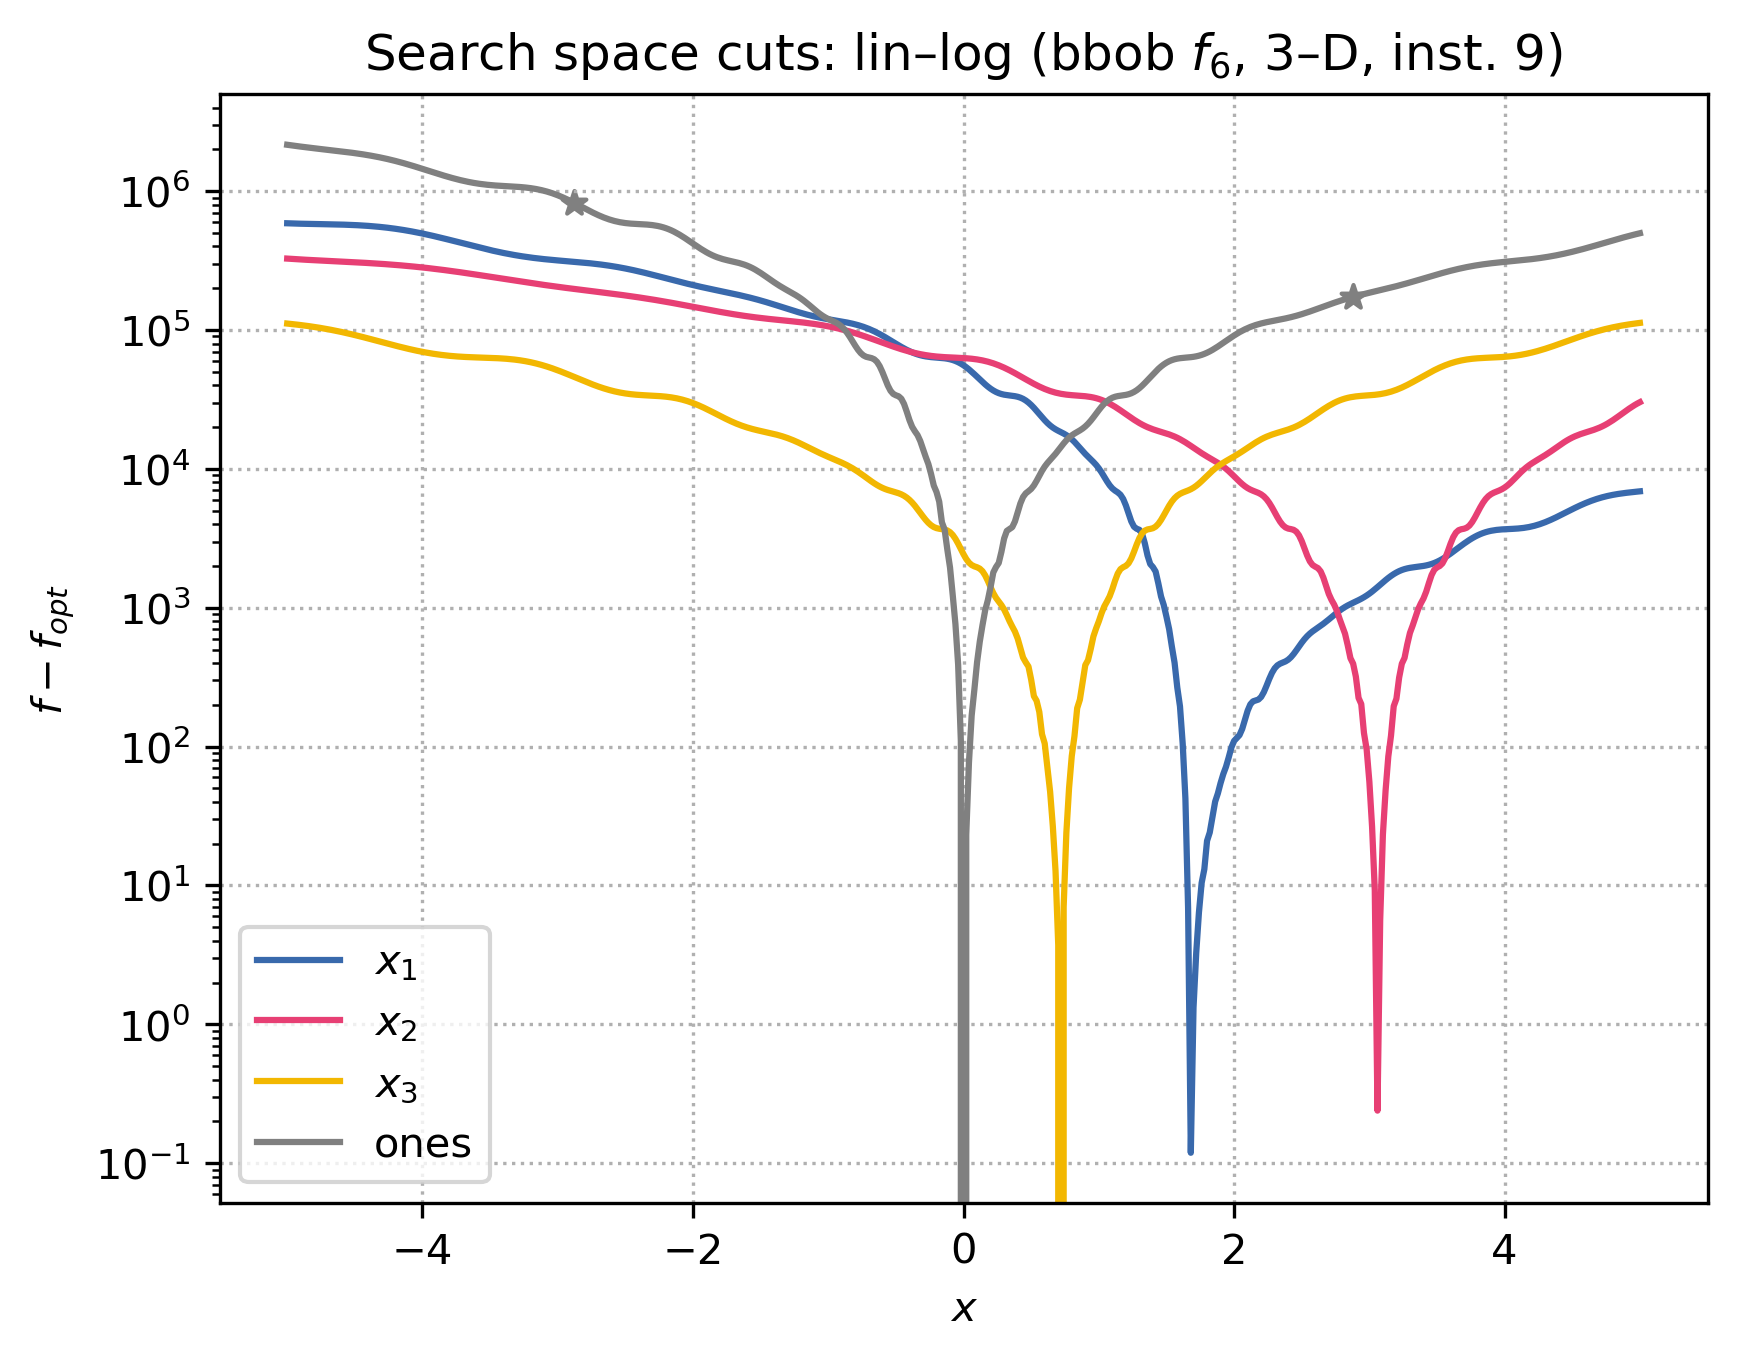 Search space cuts: lin–log (bbob f₆, 3–D, inst. 9)
f − f_opt
10⁶
10⁵
10⁴
10³
10²
10¹
10⁰
10⁻¹
x₁
x₂
x₃
ones
−4 −2 0 2 4
x